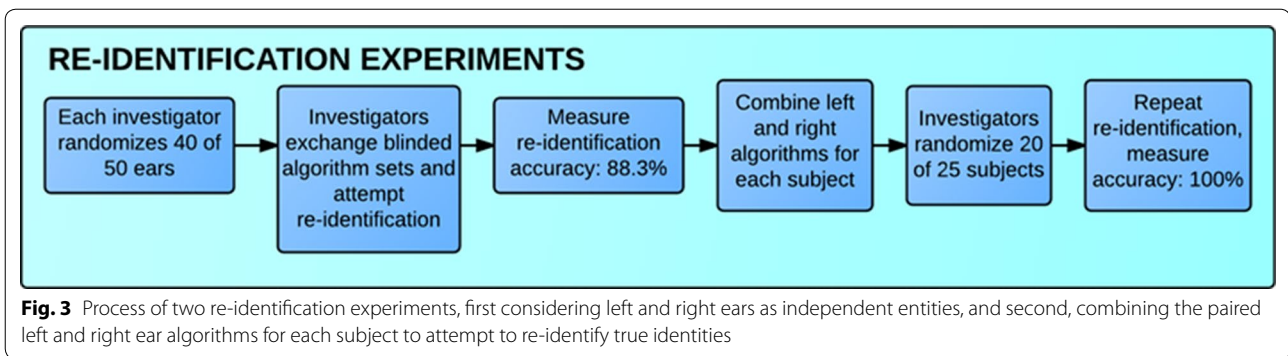 RE-IDENTIFICATION EXPERIMENTS
Each investigator
randomizes 40 of
50 ears
Investigators
exchange blinded
algorithm sets and
attempt
re-identification
Measure
re-identification
accuracy: 88.3%
Combine left
and right
algorithms for
each subject
Investigators
randomize 20
of 25 subjects
Repeat
re-identification,
measure
accuracy: 100%
Fig. 3 Process of two re-identification experiments, first considering left and right ears as independent entities, and second, combining the paired
left and right ear algorithms for each subject to attempt to re-identify true identities